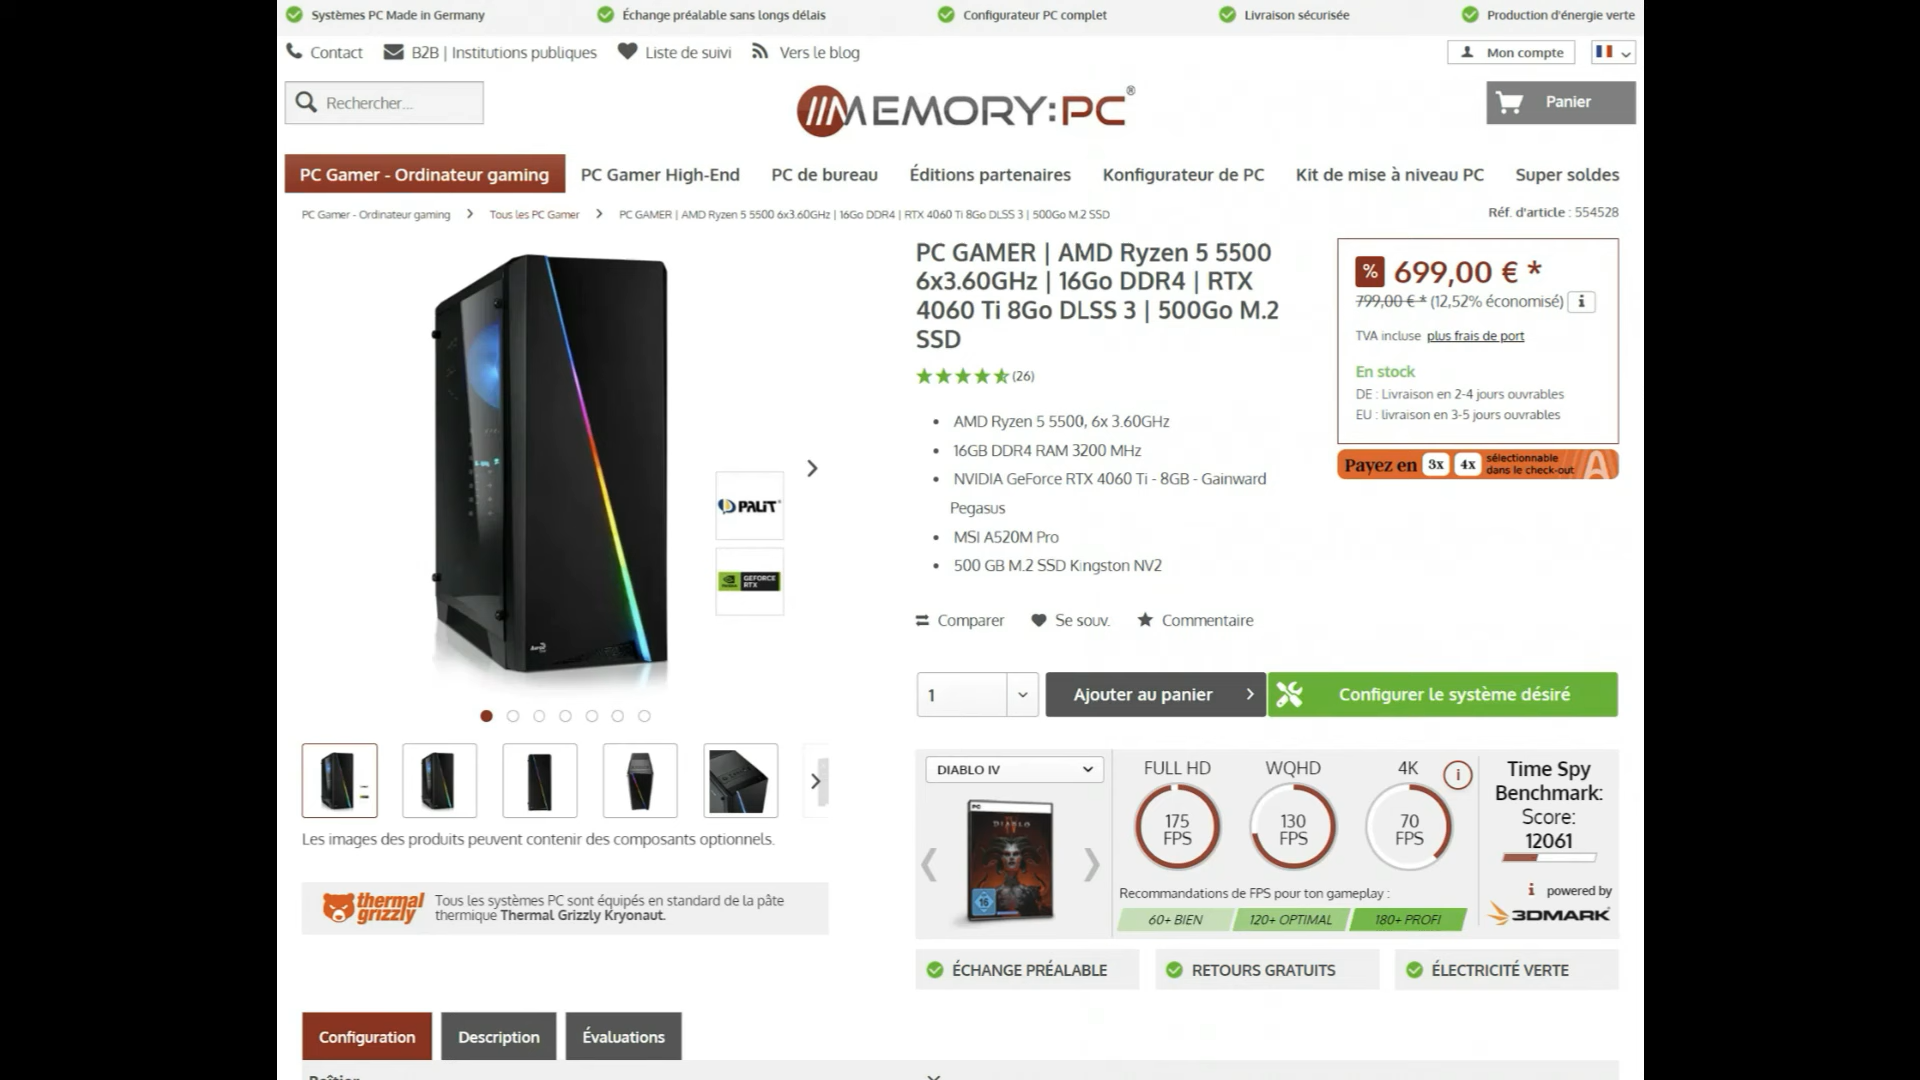 Systèmes PC Made in Germany
Échange préalable sans longs délais
Configurateur PC complet
Livraison sécurisée
Production d'énergie verte
Contact
B2B | Institutions publiques
Liste de suivi
Vers le blog
Mon compte
Rechercher...
MEMORY:PC®
Panier
PC Gamer - Ordinateur gaming
PC Gamer High-End
PC de bureau
Éditions partenaires
Konfigurateur de PC
Kit de mise à niveau PC
Super soldes
PC Gamer - Ordinateur gaming > Tous les PC Gamer > PC GAMER | AMD Ryzen 5 5500 6x3.60GHz | 16Go DDR4 | RTX 4060 Ti 8Go DLSS 3 | 500Go M.2 SSD
Réf. d'article : 554528
PC GAMER | AMD Ryzen 5 5500
6x3.60GHz | 16Go DDR4 | RTX
4060 Ti 8Go DLSS 3 | 500Go M.2
SSD
(26)
• AMD Ryzen 5 5500, 6x 3.60GHz
• 16GB DDR4 RAM 3200 MHz
• NVIDIA GeForce RTX 4060 Ti - 8GB - Gainward
Pegasus
• MSI A520M Pro
• 500 GB M.2 SSD Kingston NV2
% 699,00 € *
799,00 € * (12,52% économisé) i
TVA incluse plus frais de port
En stock
DE : Livraison en 2-4 jours ouvrables
EU : livraison en 3-5 jours ouvrables
Payez en 3x 4x
sélectionnable
dans le check-out
A
PALIT
NVIDIA
GEFORCE
RTX
Comparer
Se souv.
Commentaire
1
Ajouter au panier
Configurer le système désiré
Les images des produits peuvent contenir des composants optionnels.
thermal
grizzly
Tous les systèmes PC sont équipés en standard de la pâte
thermique Thermal Grizzly Kryonaut.
DIABLO IV
PC
DIABLO
16
FULL HD
175
FPS
WQHD
130
FPS
4K
70
FPS
i
Recommandations de FPS pour ton gameplay :
60+ BIEN
120+ OPTIMAL
180+ PROFI
Time Spy
Benchmark:
Score:
12061
i powered by
3DMARK
ÉCHANGE PRÉALABLE
RETOURS GRATUITS
ÉLECTRICITÉ VERTE
Configuration
Description
Évaluations
Boîtier